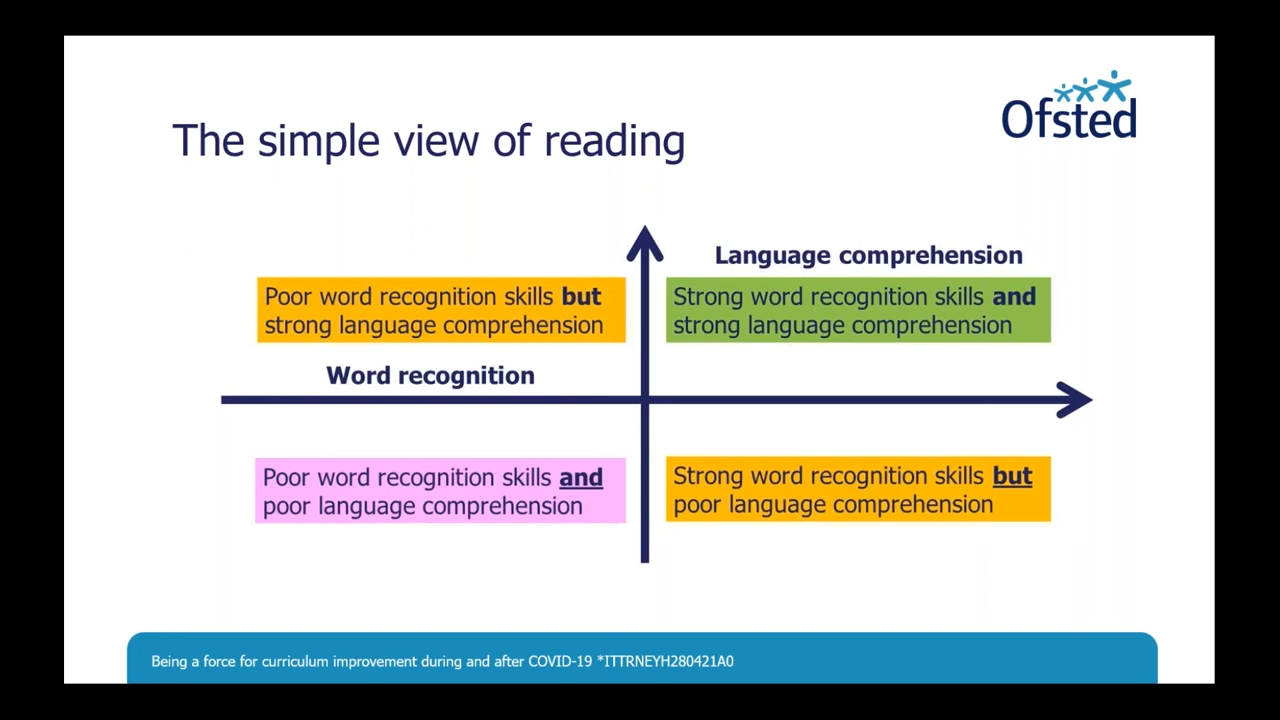 Ofsted
The simple view of reading
Language comprehension
Poor word recognition skills but
strong language comprehension
Strong word recognition skills and
strong language comprehension
Word recognition
Poor word recognition skills and
poor language comprehension
Strong word recognition skills but
poor language comprehension
Being a force for curriculum improvement during and after COVID-19 *ITTRNEYH280421A0